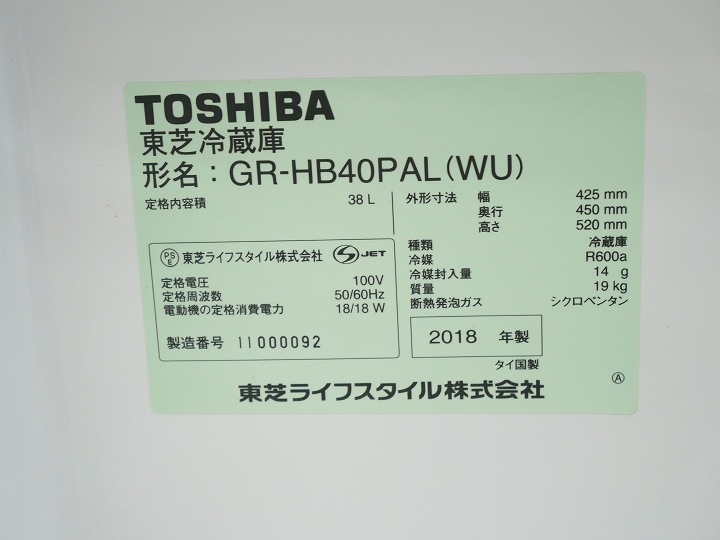 TOSHIBA
東芝冷蔵庫
形名：GR-HB40PAL(WU)
定格内容積 38 L
外形寸法 幅 425 mm
奥行 450 mm
高さ 520 mm
種類 冷蔵庫
冷媒 R600a
冷媒封入量 14 g
質量 19 kg
断熱発泡ガス シクロペンタン
PS E 東芝ライフスタイル株式会社 S JET
定格電圧 100V
定格周波数 50/60Hz
電動機の定格消費電力 18/18 W
製造番号 11000092
2018 年製
タイ国製
東芝ライフスタイル株式会社
Ⓐ